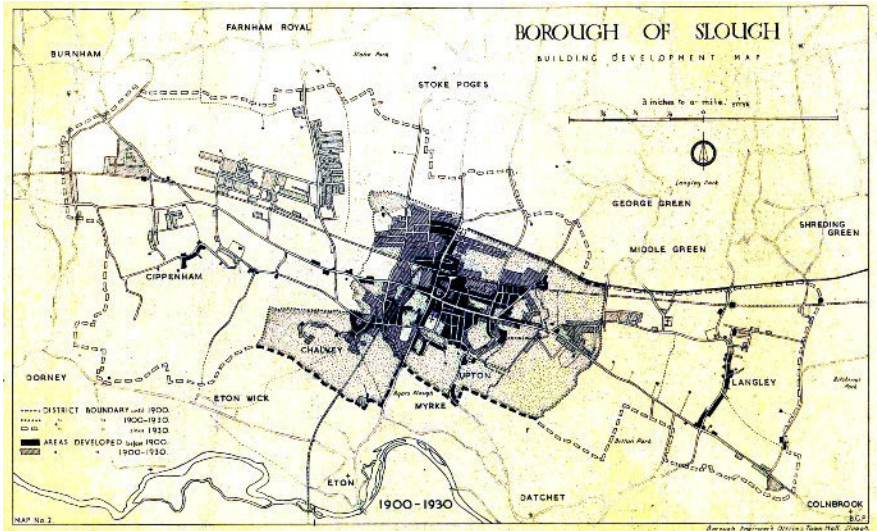 BOROUGH OF SLOUGH
BUILDING DEVELOPMENT MAP
FARNHAM ROYAL
BURNHAM
Stoke Park
STOKE POGES
3 inches to a mile.
Langley Park
GEORGE GREEN
SHREDING
GREEN
MIDDLE GREEN
CIPPENHAM
CHALVEY
UPTON
LANGLEY
DORNEY
ETON WICK
Agars Plough
MYRKE
Ditton Park
DISTRICT BOUNDARY until 1900.
" " 1900-1930.
" " since 1930.
AREAS DEVELOPED before 1900.
" " 1900-1930.
ETON
1900-1930
DATCHET
COLNBROOK
MAP No. 2.
Borough Engineer's Office, Town Hall, Slough